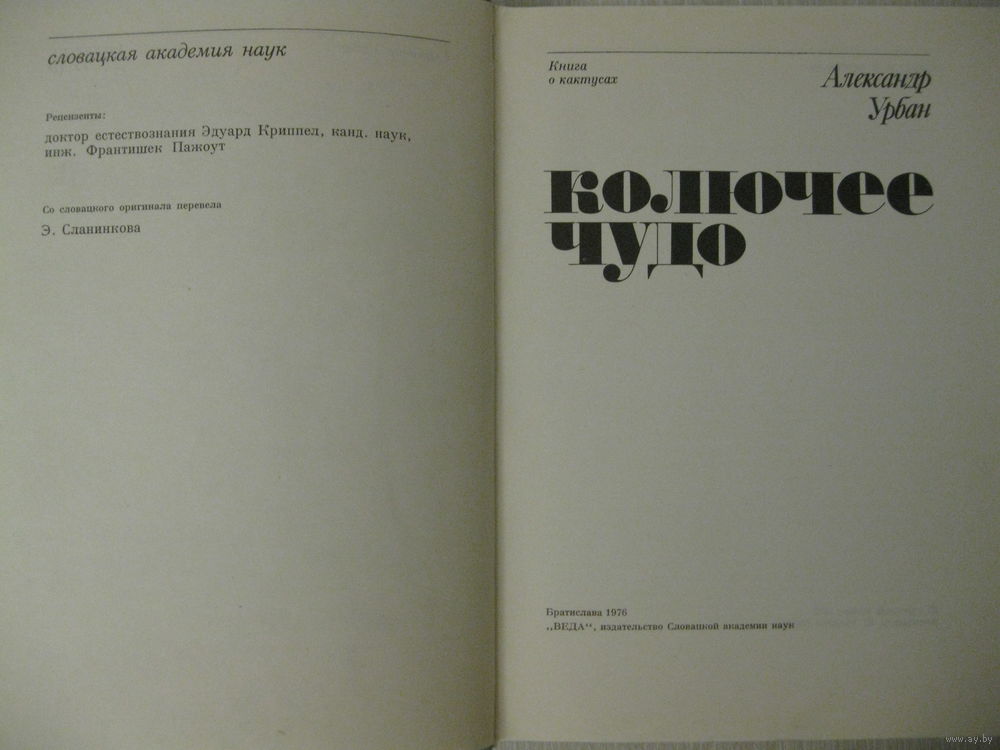 словацкая академия наук
Рецензенты:
доктор естествознания Эдуард Криппел, канд. наук,
инж. Франтишек Пажоут
Со словацкого оригинала перевела
Э. Сланинкова
Книга
о кактусах
Александр
Урбан
колючее
чудо
Братислава 1976
„ВЕДА“, издательство Словацкой академии наук
www.ay.by